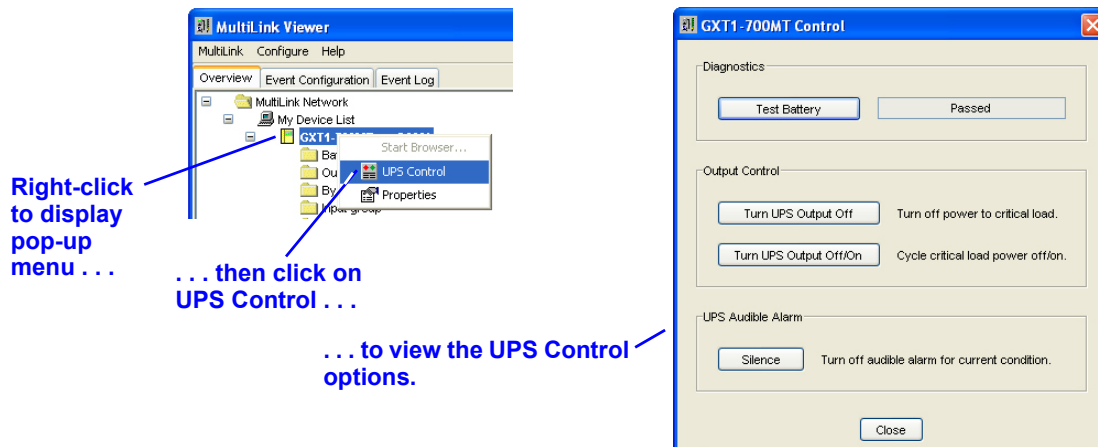 MultiLink Viewer
MultiLink Configure Help
Overview Event Configuration Event Log
MultiLink Network
My Device List
GXT1-
Start Browser...
UPS Control
Properties
Input group
Right-click
to display
pop-up
menu . . .
. . . then click on
UPS Control . . .
. . . to view the UPS Control
options.
GXT1-700MT Control
Diagnostics
Test Battery Passed
Output Control
Turn UPS Output Off Turn off power to critical load.
Turn UPS Output Off/On Cycle critical load power off/on.
UPS Audible Alarm
Silence Turn off audible alarm for current condition.
Close